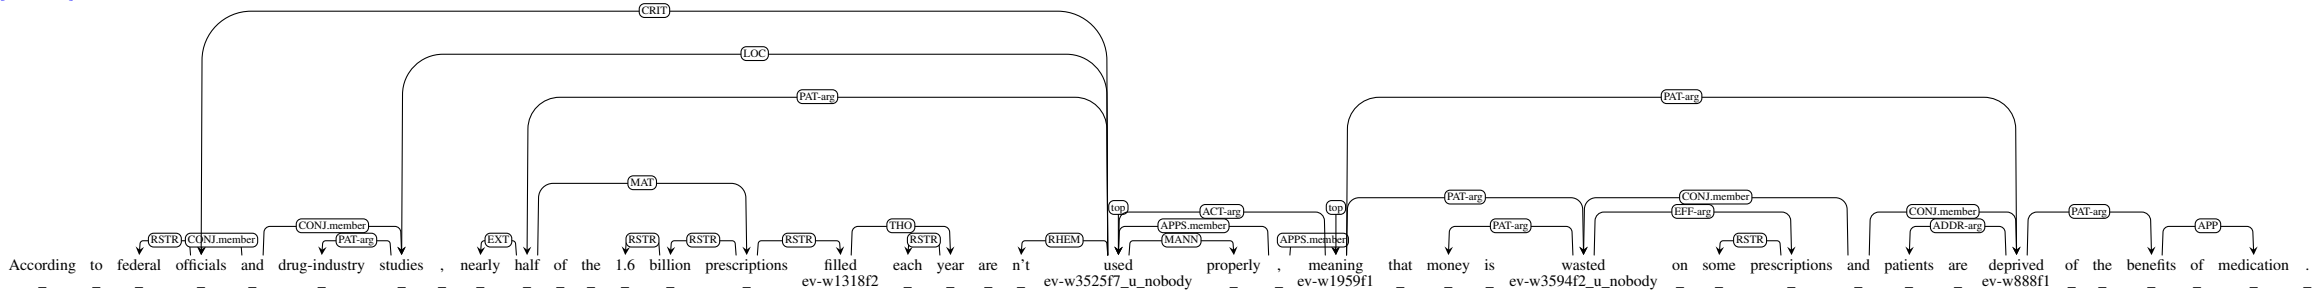 CRIT
LOC
PAT-arg PAT-arg
MAT
PAT-arg CONJ.member
top ACT-arg top EFF-arg CONJ.member PAT-arg
CONJ.member THO APPS.member PAT-arg ADDR-arg APP
RSTR CONJ.member PAT-arg EXT RSTR RSTR RSTR RSTR RHEM MANN APPS.member RSTR
According to federal officials and drug-industry studies , nearly half of the 1.6 billion prescriptions filled each year are n't used properly , meaning that money is wasted on some prescriptions and patients are deprived of the benefits of medication .
_ _ _ _ _ _ _ _ _ _ _ _ _ _ _ ev-w1318f2 _ _ _ _ ev-w3525f7_u_nobody _ _ ev-w1959f1 _ _ _ ev-w3594f2_u_nobody _ _ _ _ _ _ ev-w888f1 _ _ _ _ _ _